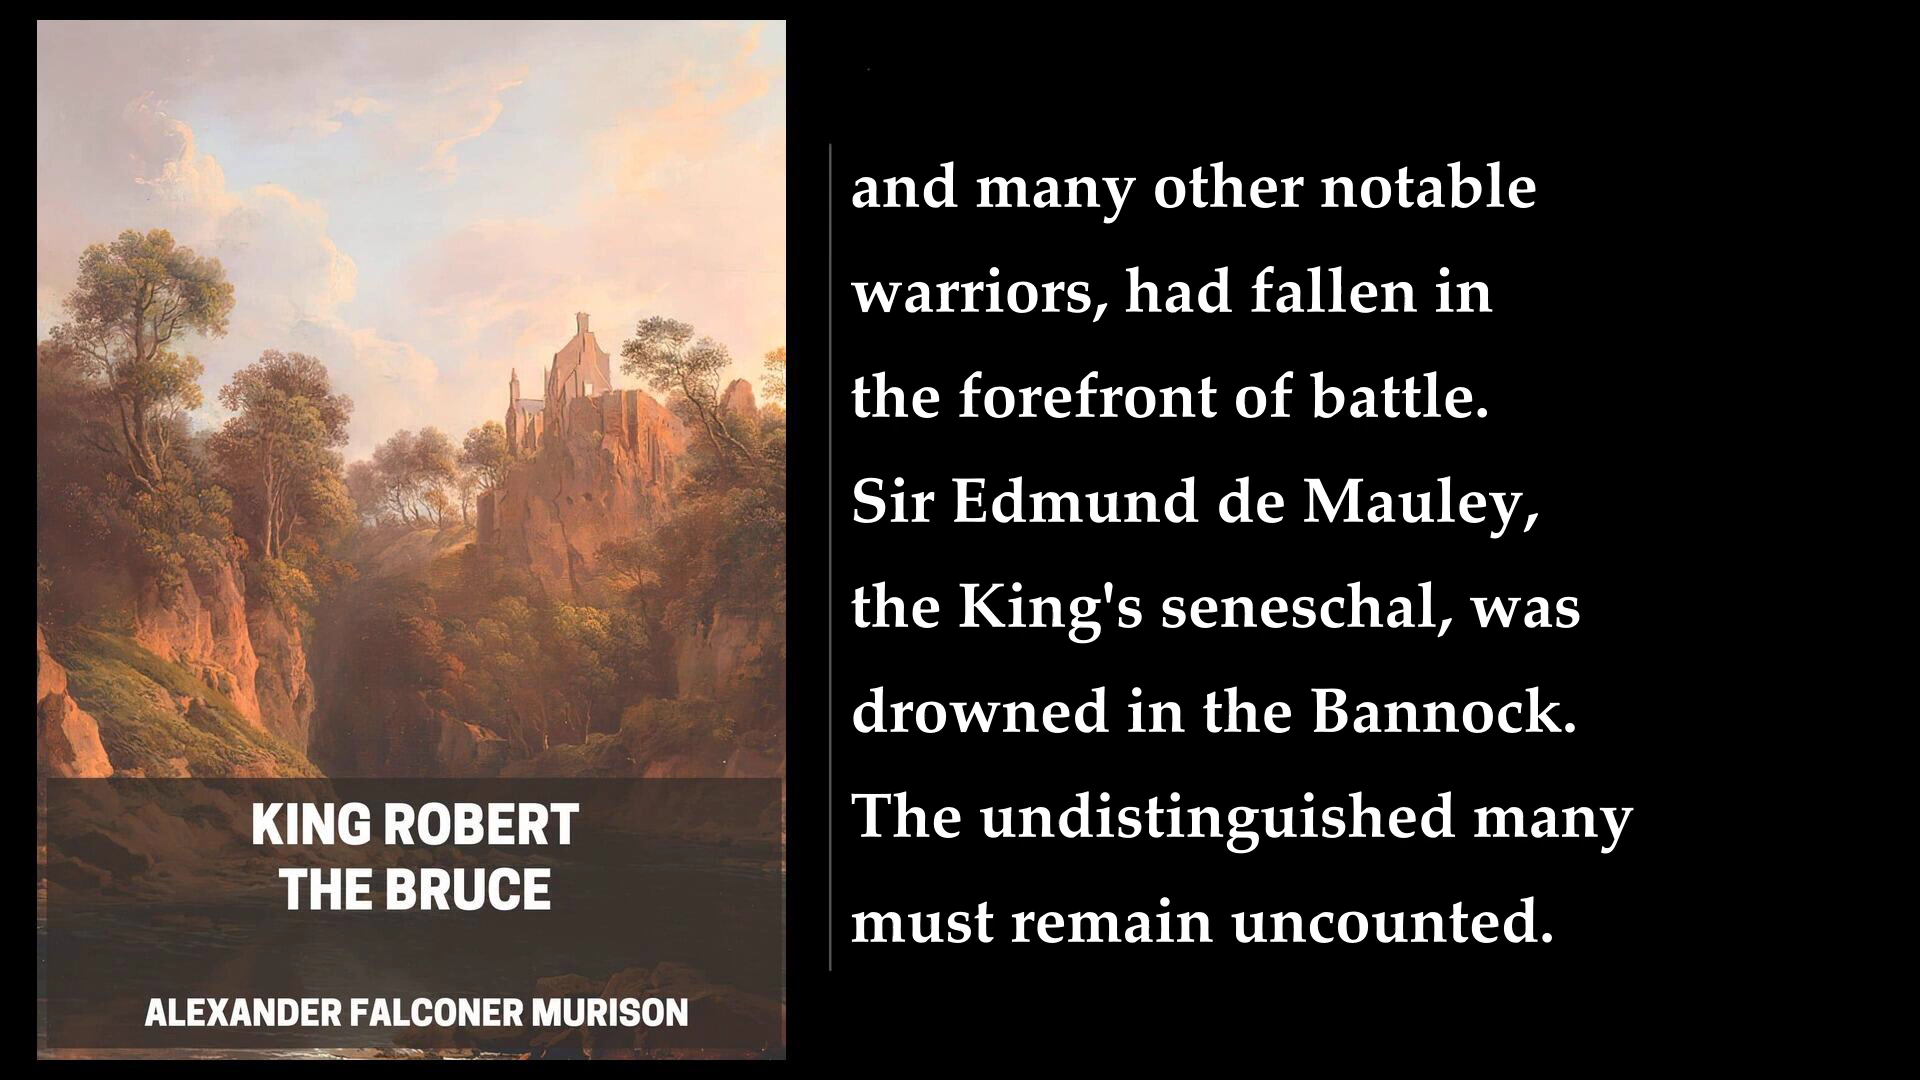 KING ROBERT
THE BRUCE
ALEXANDER FALCONER MURISON
and many other notable
warriors, had fallen in
the forefront of battle.
Sir Edmund de Mauley,
the King's seneschal, was
drowned in the Bannock.
The undistinguished many
must remain uncounted.